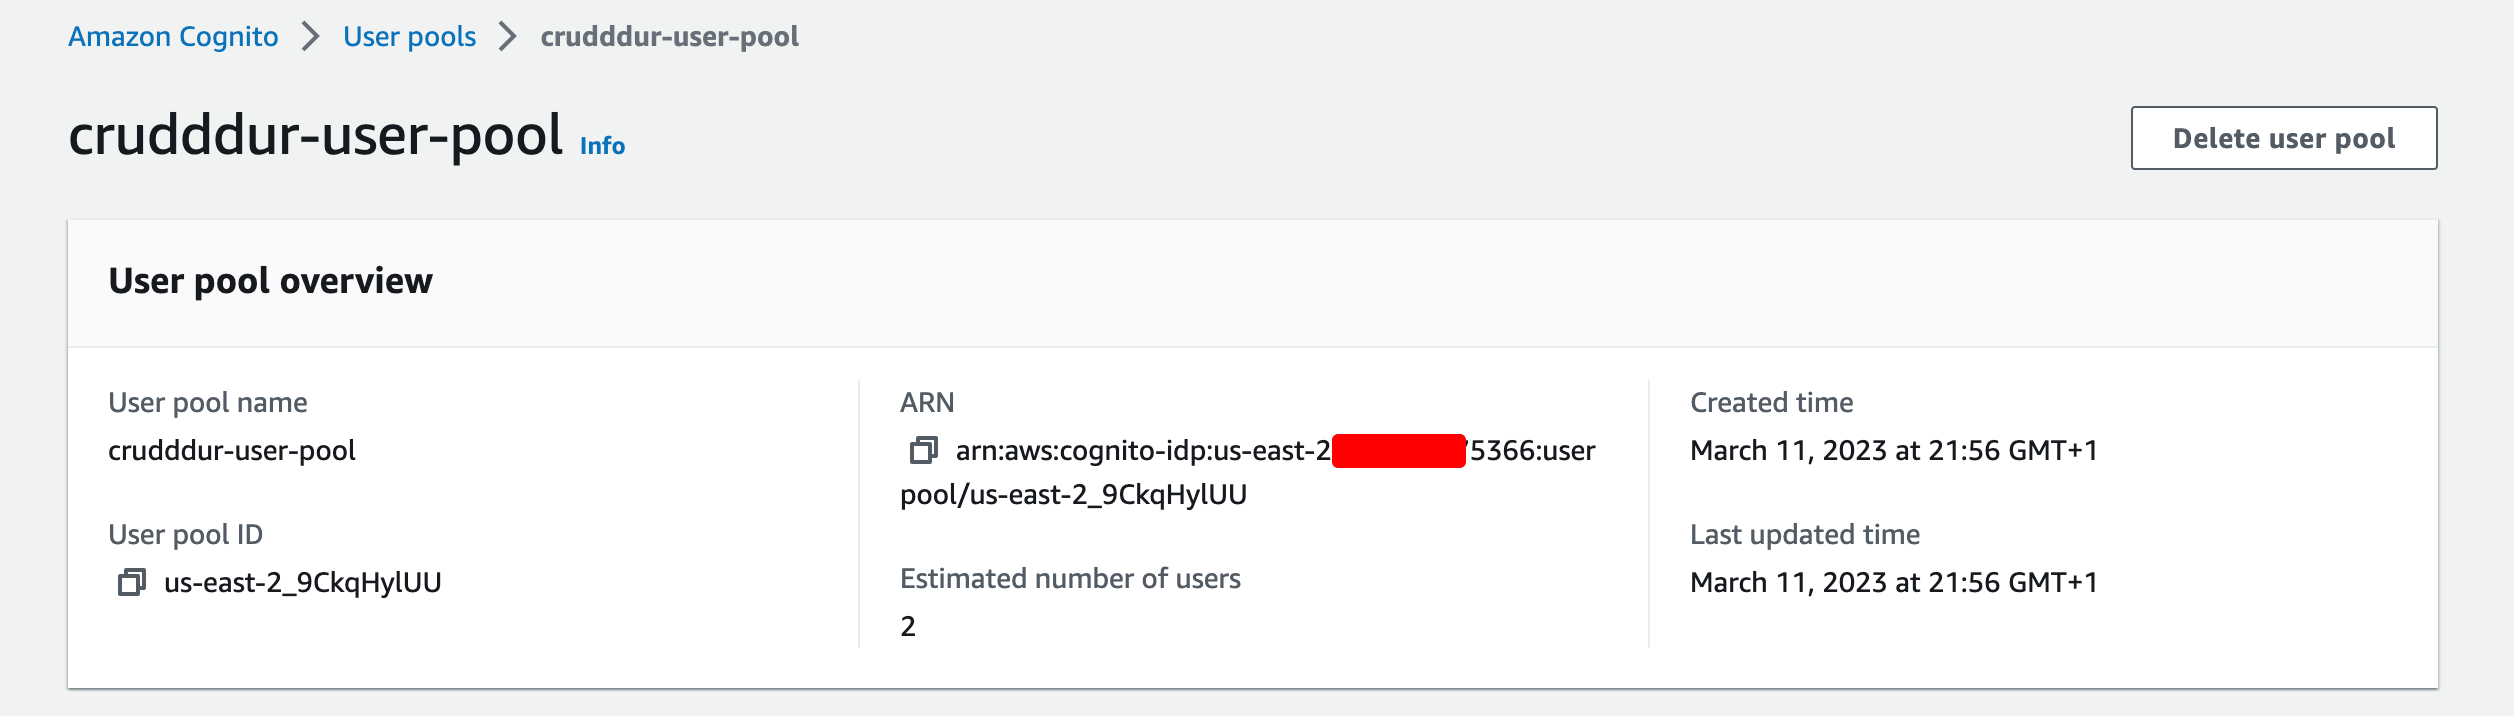 Amazon Cognito > User pools > crudddur-user-pool
crudddur-user-pool Info
Delete user pool
User pool overview
User pool name
crudddur-user-pool
User pool ID
us-east-2_9CkqHylUU
ARN
arn:aws:cognito-idp:us-east-2 5366:user
pool/us-east-2_9CkqHylUU
Estimated number of users
2
Created time
March 11, 2023 at 21:56 GMT+1
Last updated time
March 11, 2023 at 21:56 GMT+1